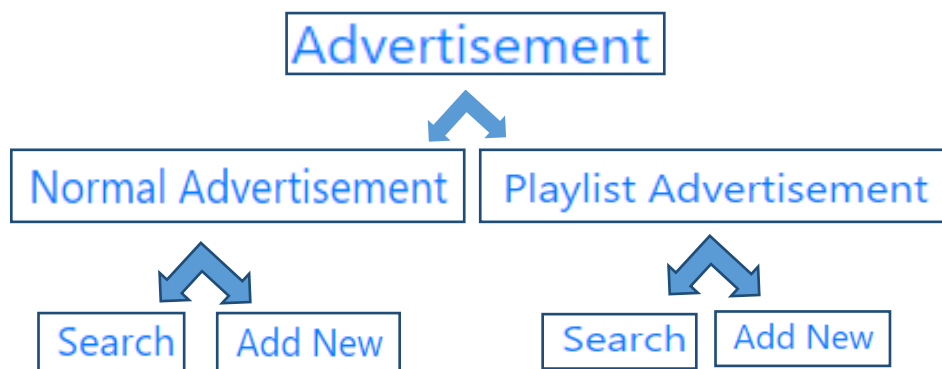 Advertisement
Normal Advertisement
Playlist Advertisement
Search
Add New
Search
Add New